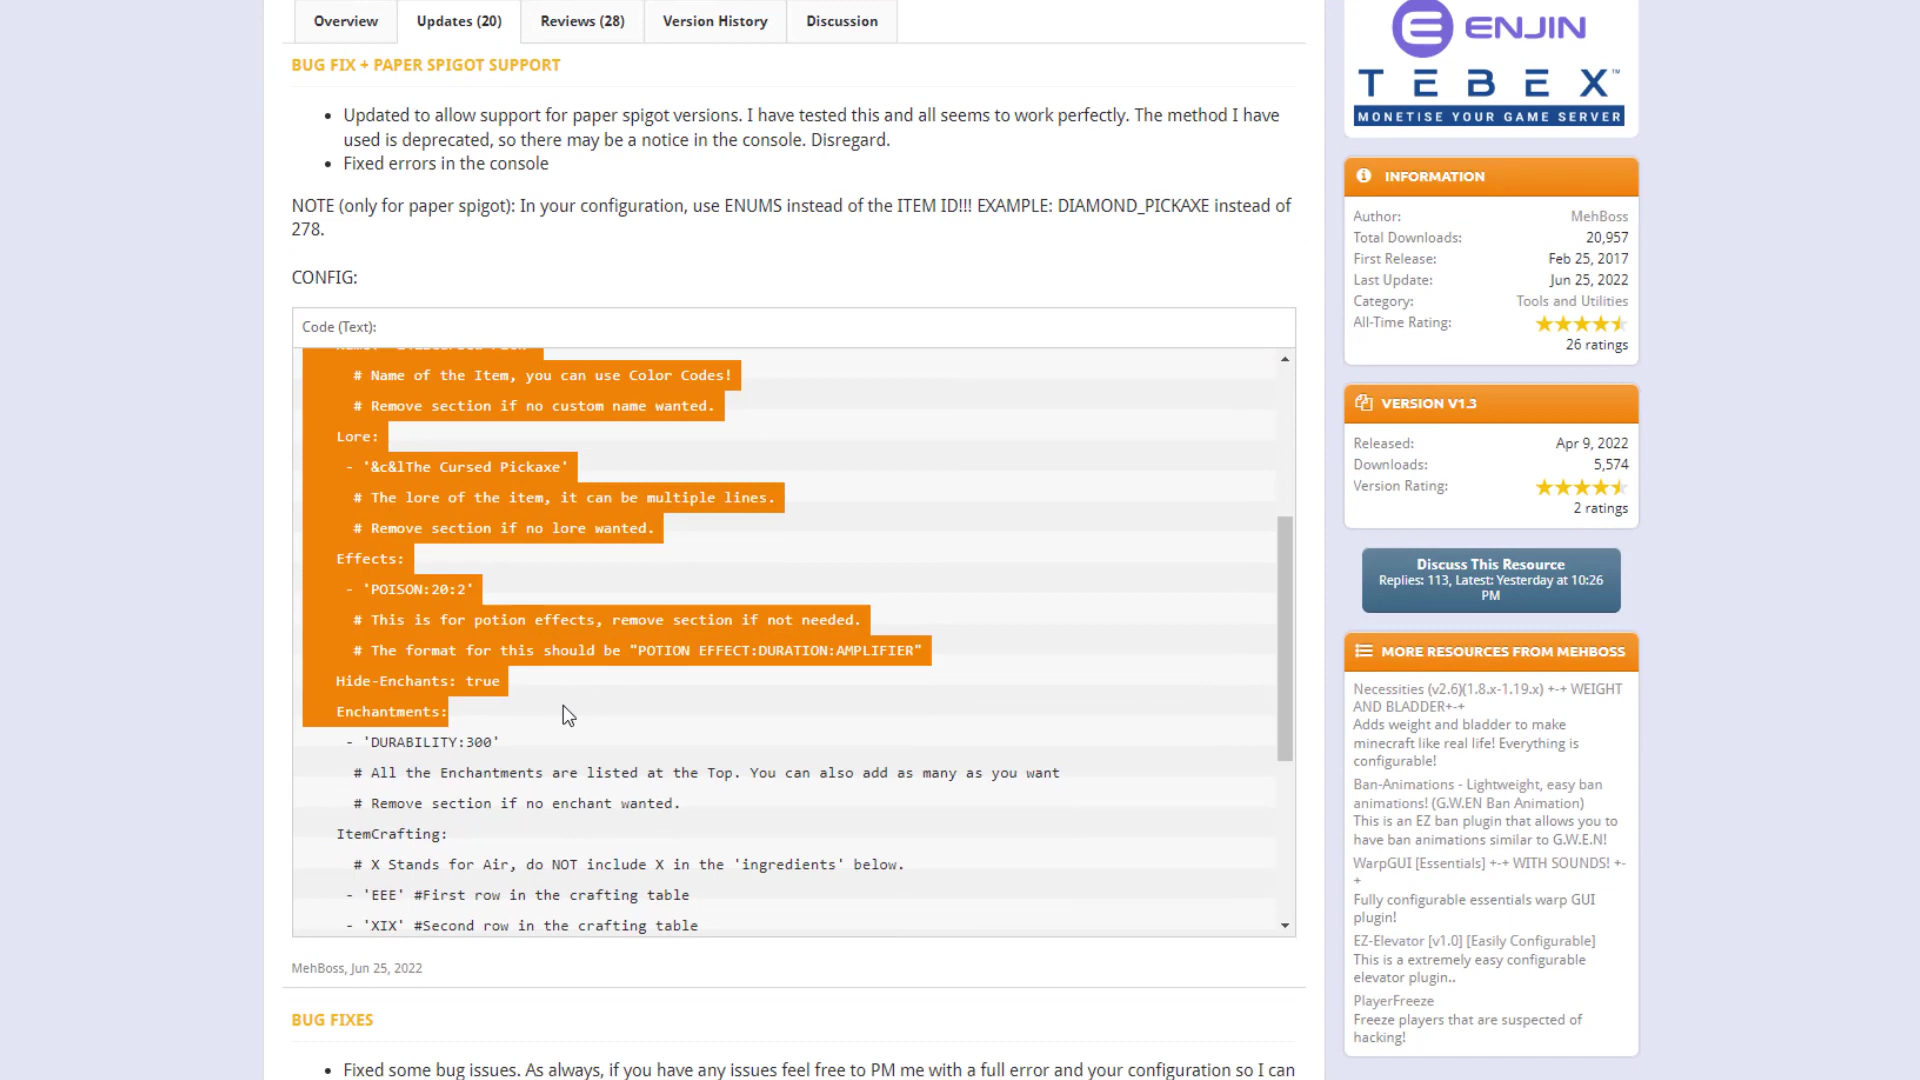 Overview
Updates (20)
Reviews (28)
Version History
Discussion
BUG FIX + PAPER SPIGOT SUPPORT
Updated to allow support for paper spigot versions. I have tested this and all seems to work perfectly. The method I have
used is deprecated, so there may be a notice in the console. Disregard.
Fixed errors in the console
NOTE (only for paper spigot): In your configuration, use ENUMS instead of the ITEM ID!!! EXAMPLE: DIAMOND_PICKAXE instead of
278.
CONFIG:
Code (Text):
# Name of the Item, you can use Color Codes!
# Remove section if no custom name wanted.
Lore:
- '&c&lThe Cursed Pickaxe'
# The lore of the item, it can be multiple lines.
# Remove section if no lore wanted.
Effects:
- 'POISON:20:2'
# This is for potion effects, remove section if not needed.
# The format for this should be "POTION EFFECT:DURATION:AMPLIFIER"
Hide-Enchants: true
Enchantments:
- 'DURABILITY:300'
# All the Enchantments are listed at the Top. You can also add as many as you want
# Remove section if no enchant wanted.
ItemCrafting:
# X Stands for Air, do NOT include X in the 'ingredients' below.
- 'EEE' #First row in the crafting table
- 'XIX' #Second row in the crafting table
MehBoss, Jun 25, 2022
BUG FIXES
Fixed some bug issues. As always, if you have any issues feel free to PM me with a full error and your configuration so I can
ENJIN
TEBEX™
MONETISE YOUR GAME SERVER
INFORMATION
Author: MehBoss
Total Downloads: 20,957
First Release: Feb 25, 2017
Last Update: Jun 25, 2022
Category: Tools and Utilities
All-Time Rating:
26 ratings
VERSION V1.3
Released: Apr 9, 2022
Downloads: 5,574
Version Rating:
2 ratings
Discuss This Resource
Replies: 113, Latest: Yesterday at 10:26
PM
MORE RESOURCES FROM MEHBOSS
Necessities (v2.6)(1.8.x-1.19.x) +-+ WEIGHT
AND BLADDER+-+
Adds weight and bladder to make
minecraft like real life! Everything is
configurable!
Ban-Animations - Lightweight, easy ban
animations! (G.W.EN Ban Animation)
This is an EZ ban plugin that allows you to
have ban animations similar to G.W.E.N!
WarpGUI [Essentials] +-+ WITH SOUNDS! +-
+
Fully configurable essentials warp GUI
plugin!
EZ-Elevator [v1.0] [Easily Configurable]
This is a extremely easy configurable
elevator plugin..
PlayerFreeze
Freeze players that are suspected of
hacking!